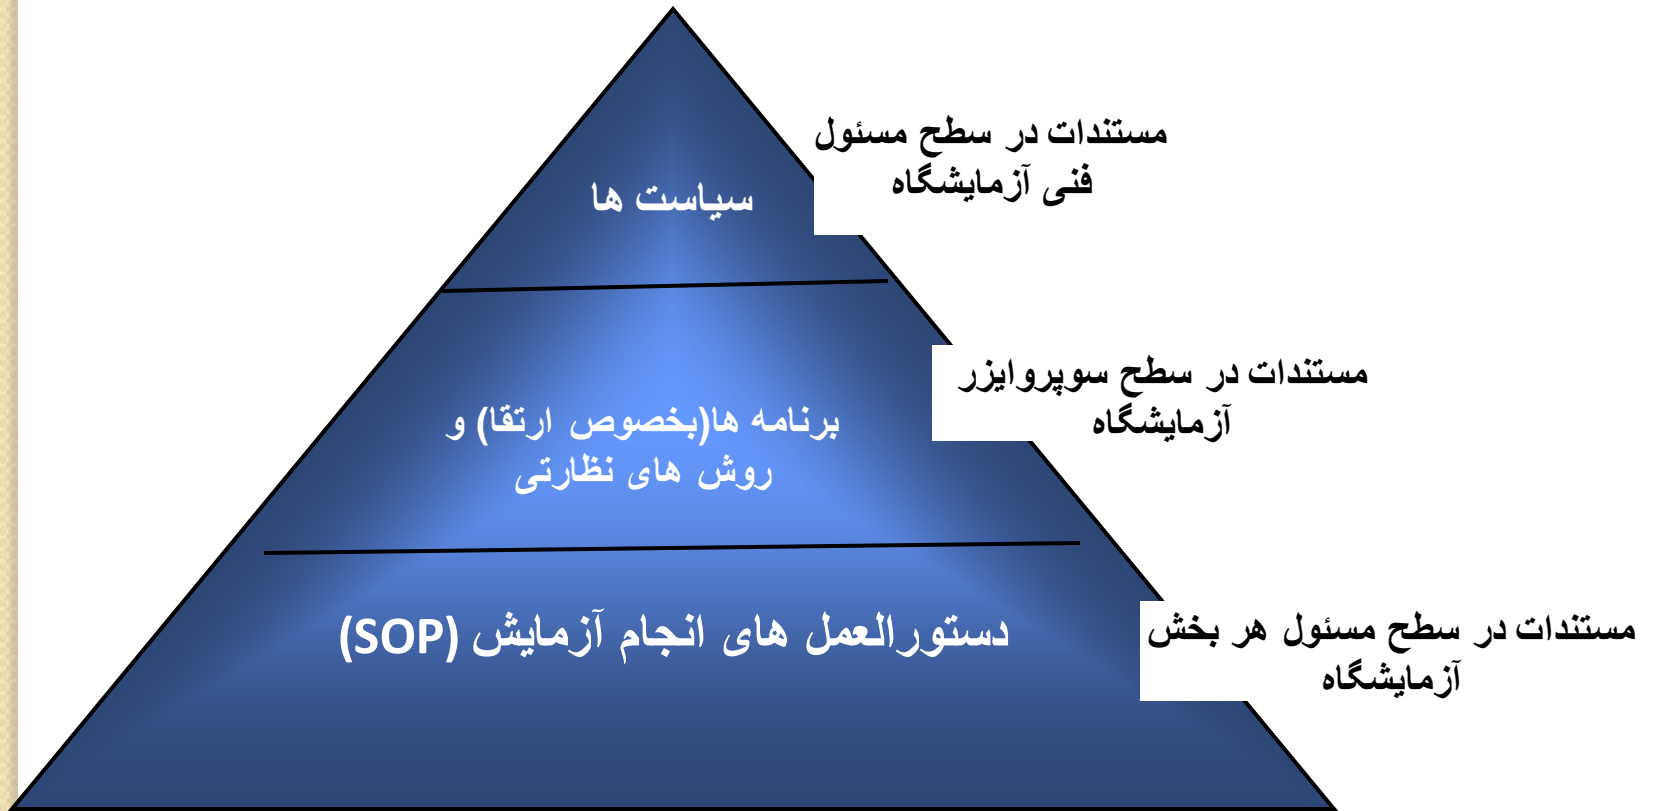 مستندات در سطح مسئول
فنی آزمایشگاه
سیاست ها
مستندات در سطح سوپروایزر
آزمایشگاه
برنامه ها(بخصوص ارتقا) و
روش های نظارتی
مستندات در سطح مسئول هر بخش
آزمایشگاه
دستورالعمل های انجام آزمایش (SOP)